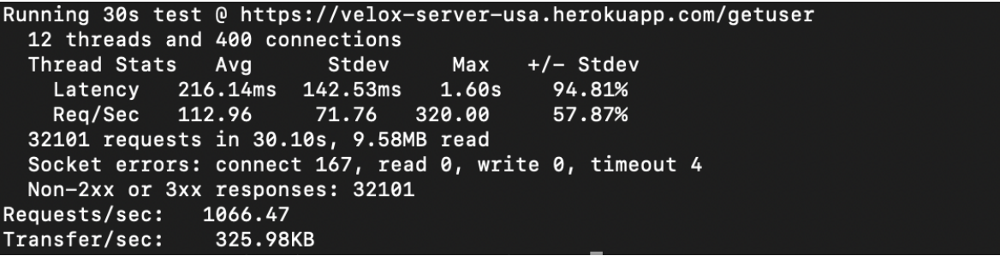 Running 30s test @ https://velox-server-usa.herokuapp.com/getuser
12 threads and 400 connections
Thread Stats   Avg      Stdev     Max   +/- Stdev
Latency   216.14ms  142.53ms   1.60s    94.81%
Req/Sec   112.96     71.76   320.00     57.87%
32101 requests in 30.10s, 9.58MB read
Socket errors: connect 167, read 0, write 0, timeout 4
Non-2xx or 3xx responses: 32101
Requests/sec:   1066.47
Transfer/sec:    325.98KB